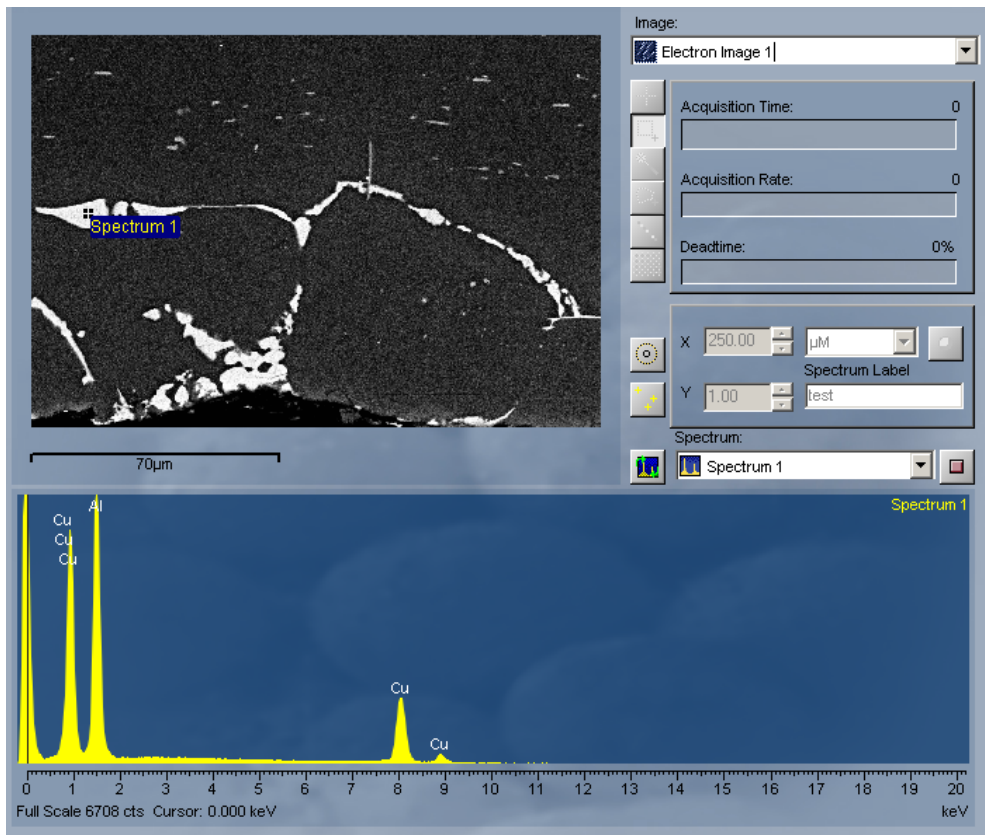 Image:
Electron Image 1
Acquisition Time: 0
Acquisition Rate: 0
Deadtime: 0%
Spectrum 1
X 250.00 µM
Spectrum Label
Y 1.00 test
Spectrum:
Spectrum 1
70µm
Spectrum 1
Al
Cu
Cu
Cu
Cu
Cu
0 1 2 3 4 5 6 7 8 9 10 11 12 13 14 15 16 17 18 19 20
Full Scale 6708 cts Cursor: 0.000 keV keV